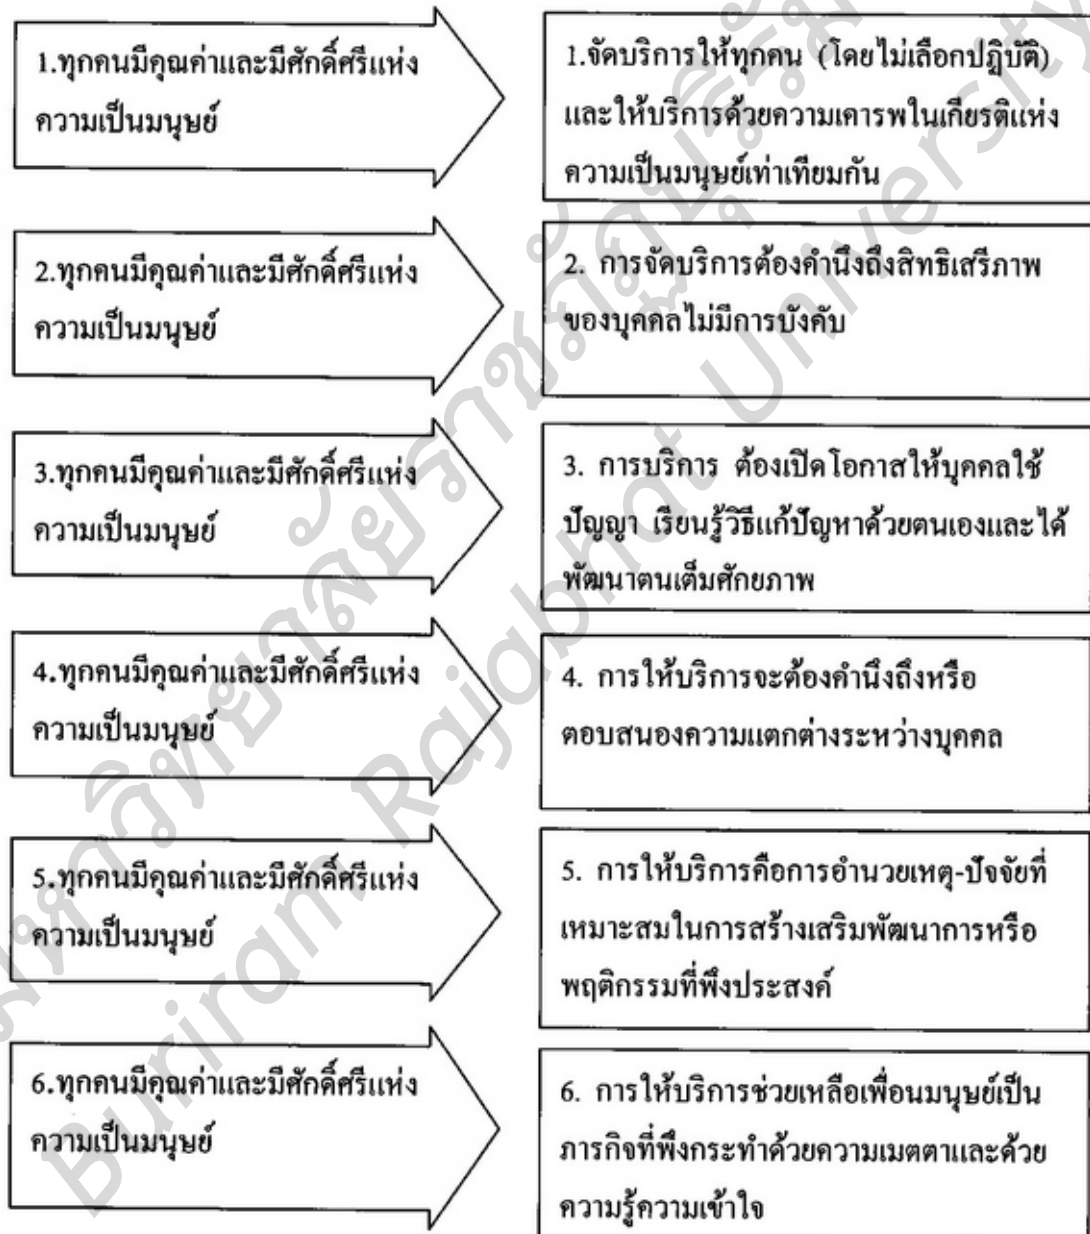 1.ทุกคนมีคุณค่าและมีศักดิ์ศรีแห่ง
ความเป็นมนุษย์
1.จัดบริการให้ทุกคน (โดยไม่เลือกปฏิบัติ)
และให้บริการด้วยความเคารพในเกียรติแห่ง
ความเป็นมนุษย์เท่าเทียมกัน
2.ทุกคนมีคุณค่าและมีศักดิ์ศรีแห่ง
ความเป็นมนุษย์
2. การจัดบริการต้องคำนึงถึงสิทธิเสรีภาพ
ของบุคคลไม่มีการบังคับ
3.ทุกคนมีคุณค่าและมีศักดิ์ศรีแห่ง
ความเป็นมนุษย์
3. การบริการ ต้องเปิดโอกาสให้บุคคลใช้
ปัญญา เรียนรู้วิธีแก้ปัญหาด้วยตนเองและได้
พัฒนาตนเต็มศักยภาพ
4.ทุกคนมีคุณค่าและมีศักดิ์ศรีแห่ง
ความเป็นมนุษย์
4. การให้บริการจะต้องคำนึงถึงหรือ
ตอบสนองความแตกต่างระหว่างบุคคล
5.ทุกคนมีคุณค่าและมีศักดิ์ศรีแห่ง
ความเป็นมนุษย์
5. การให้บริการคือการอำนวยเหตุ-ปัจจัยที่
เหมาะสมในการสร้างเสริมพัฒนาการหรือ
พฤติกรรมที่พึงประสงค์
6.ทุกคนมีคุณค่าและมีศักดิ์ศรีแห่ง
ความเป็นมนุษย์
6. การให้บริการช่วยเหลือเพื่อนมนุษย์เป็น
ภารกิจที่พึงกระทำด้วยความเมตตาและด้วย
ความรู้ความเข้าใจ
มหาวิทยาลัยราชภัฏบุรีรัมย์
Buriram Rajabhat University